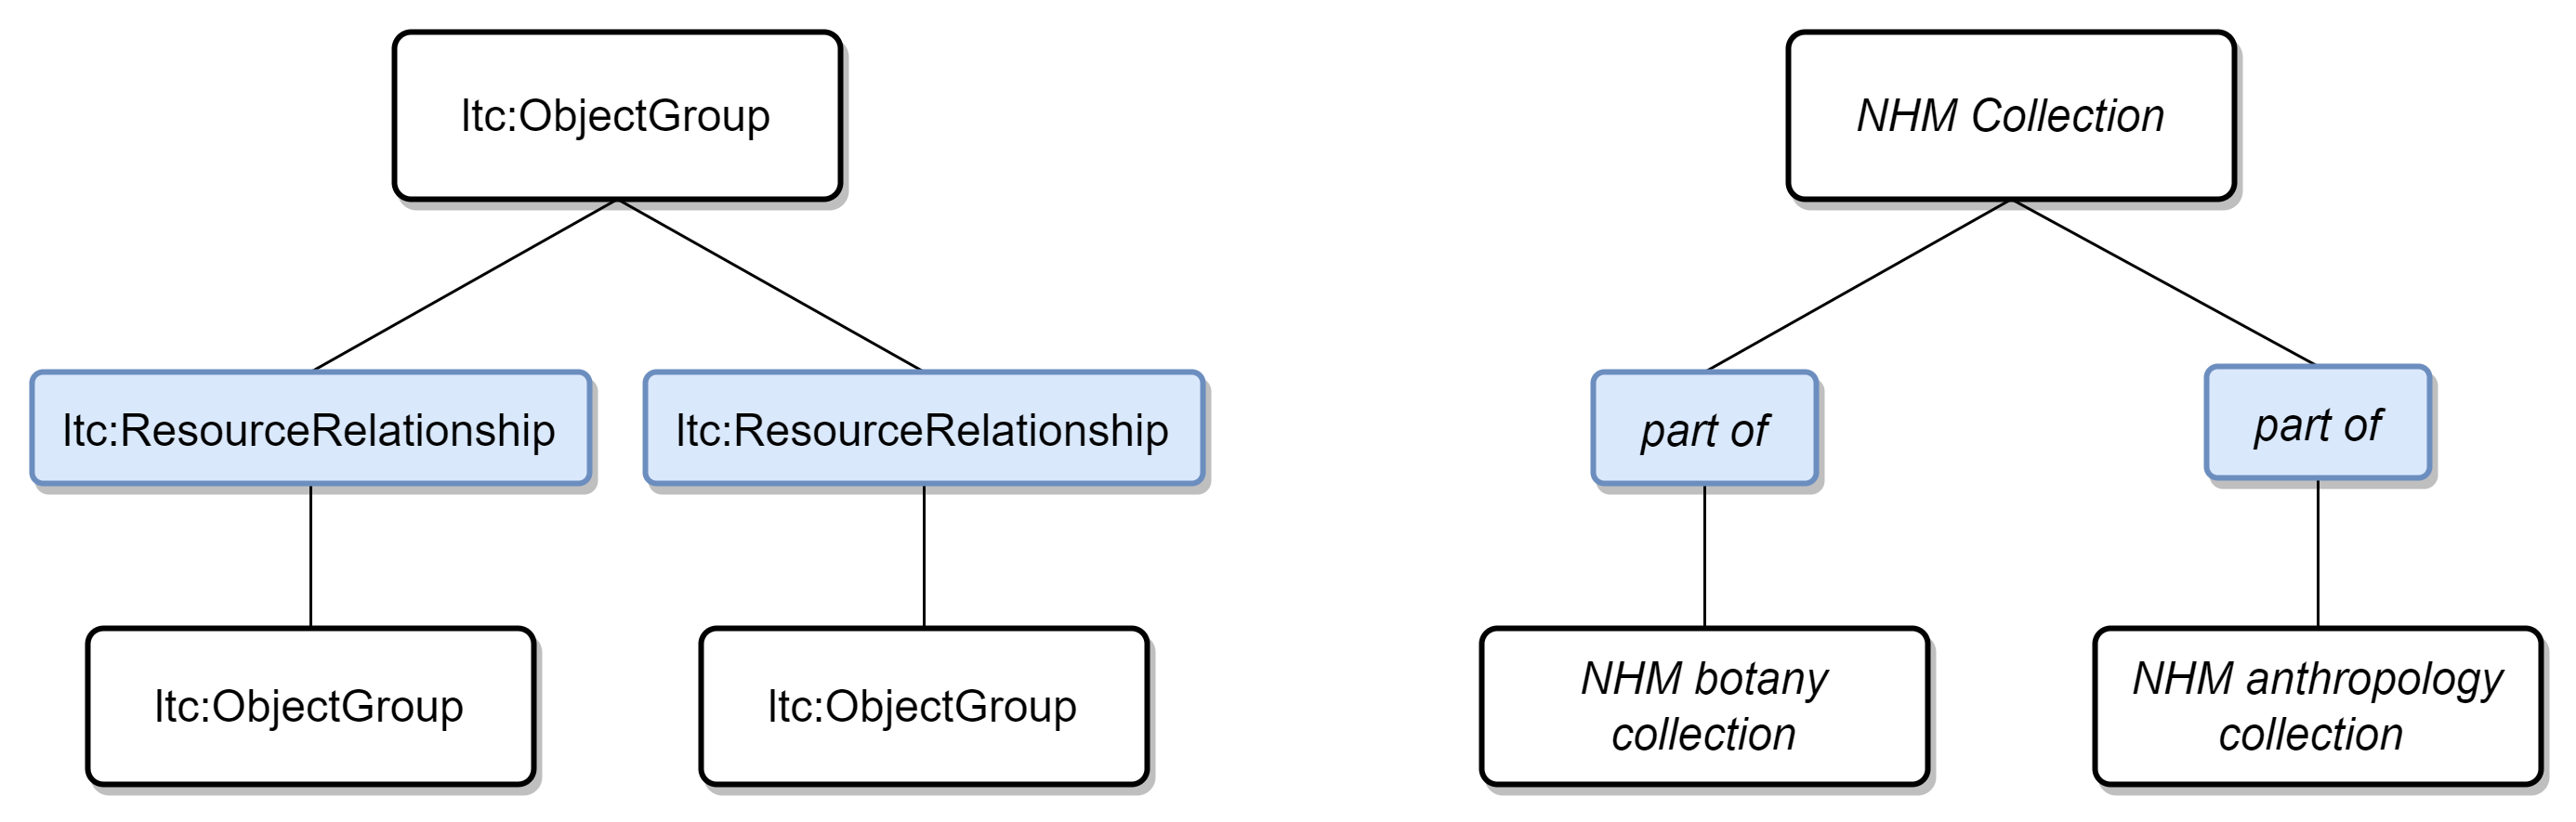 ltc:ObjectGroup
ltc:ResourceRelationship
ltc:ResourceRelationship
ltc:ObjectGroup
ltc:ObjectGroup
NHM Collection
part of
part of
NHM botany
collection
NHM anthropology
collection